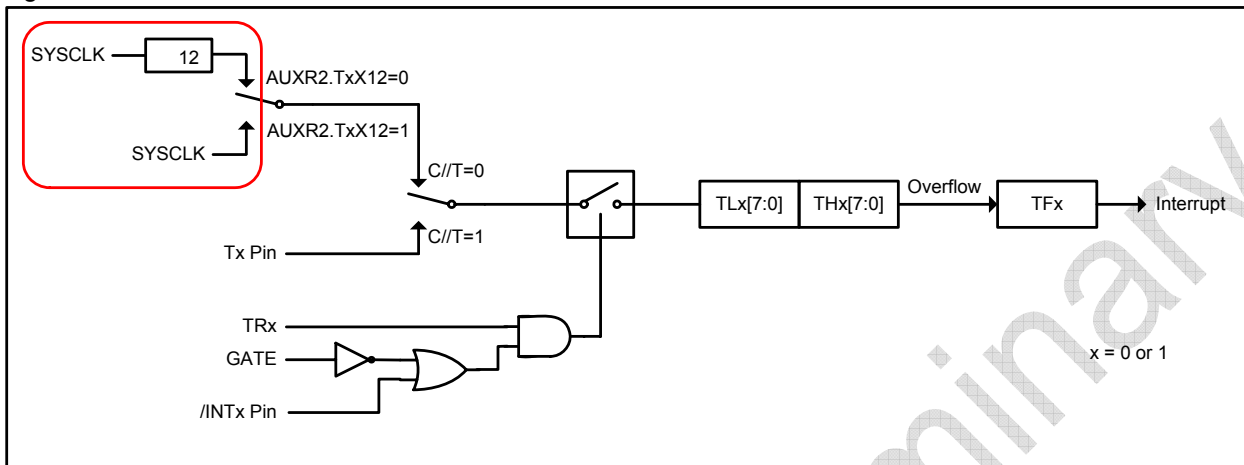 SYSCLK
12
AUXR2.TxX12=0
AUXR2.TxX12=1
SYSCLK
C//T=0
C//T=1
Tx Pin
TLx[7:0]
THx[7:0]
Overflow
TFx
Interrupt
TRx
GATE
/INTx Pin
x = 0 or 1
minary